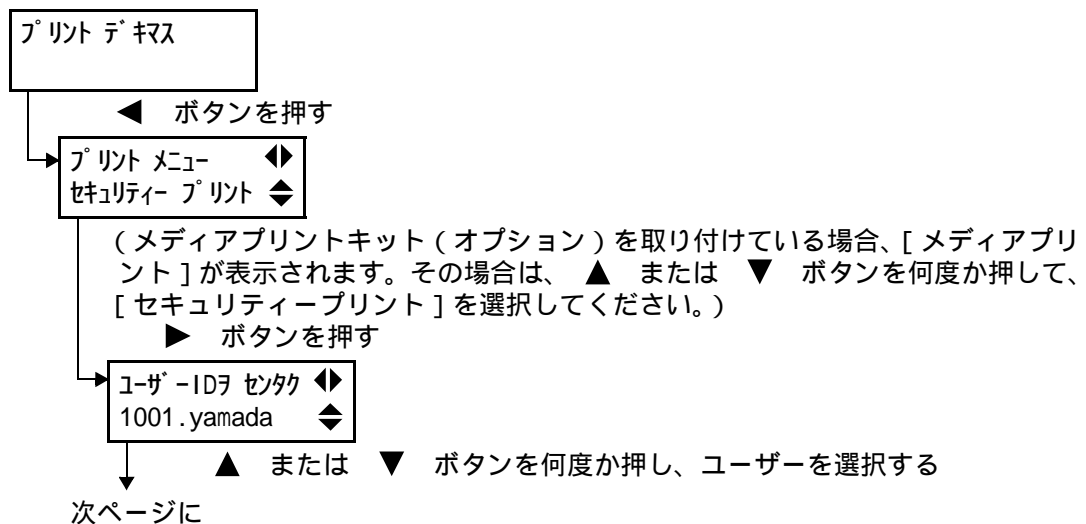 ﾌﾟﾘﾝﾄ ﾃﾞｷﾏｽ
◀ ボタンを押す
ﾌﾟﾘﾝﾄ ﾒﾆｭｰ ◀▶
ｾｷｭﾘﾃｨｰ ﾌﾟﾘﾝﾄ ▲▼
(メディアプリントキット(オプション)を取り付けている場合、[メディアプリ
ント]が表示されます。その場合は、 ▲ または ▼ ボタンを何度か押して、
[セキュリティープリント]を選択してください。)
▶ ボタンを押す
ﾕｰｻﾞｰIDｦ ｾﾝﾀｸ ◀▶
1001.yamada ▲▼
▲ または ▼ ボタンを何度か押し、ユーザーを選択する
次ページに